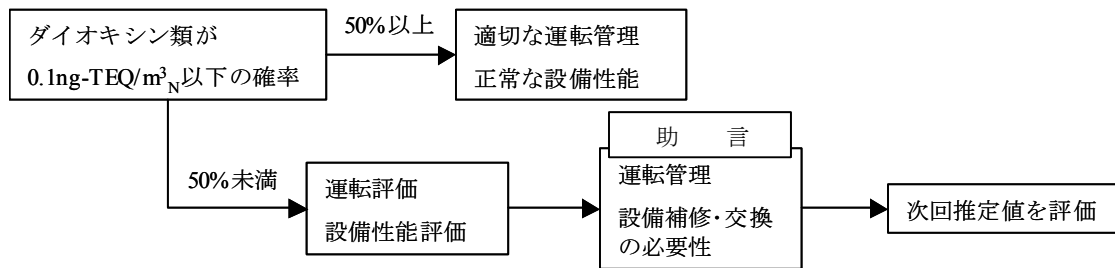 ダイオキシン類が
0.1ng-TEQ/m³N以下の確率
50%以上
適切な運転管理
正常な設備性能
50%未満
運転評価
設備性能評価
助　言
運転管理
設備補修・交換
の必要性
次回推定値を評価